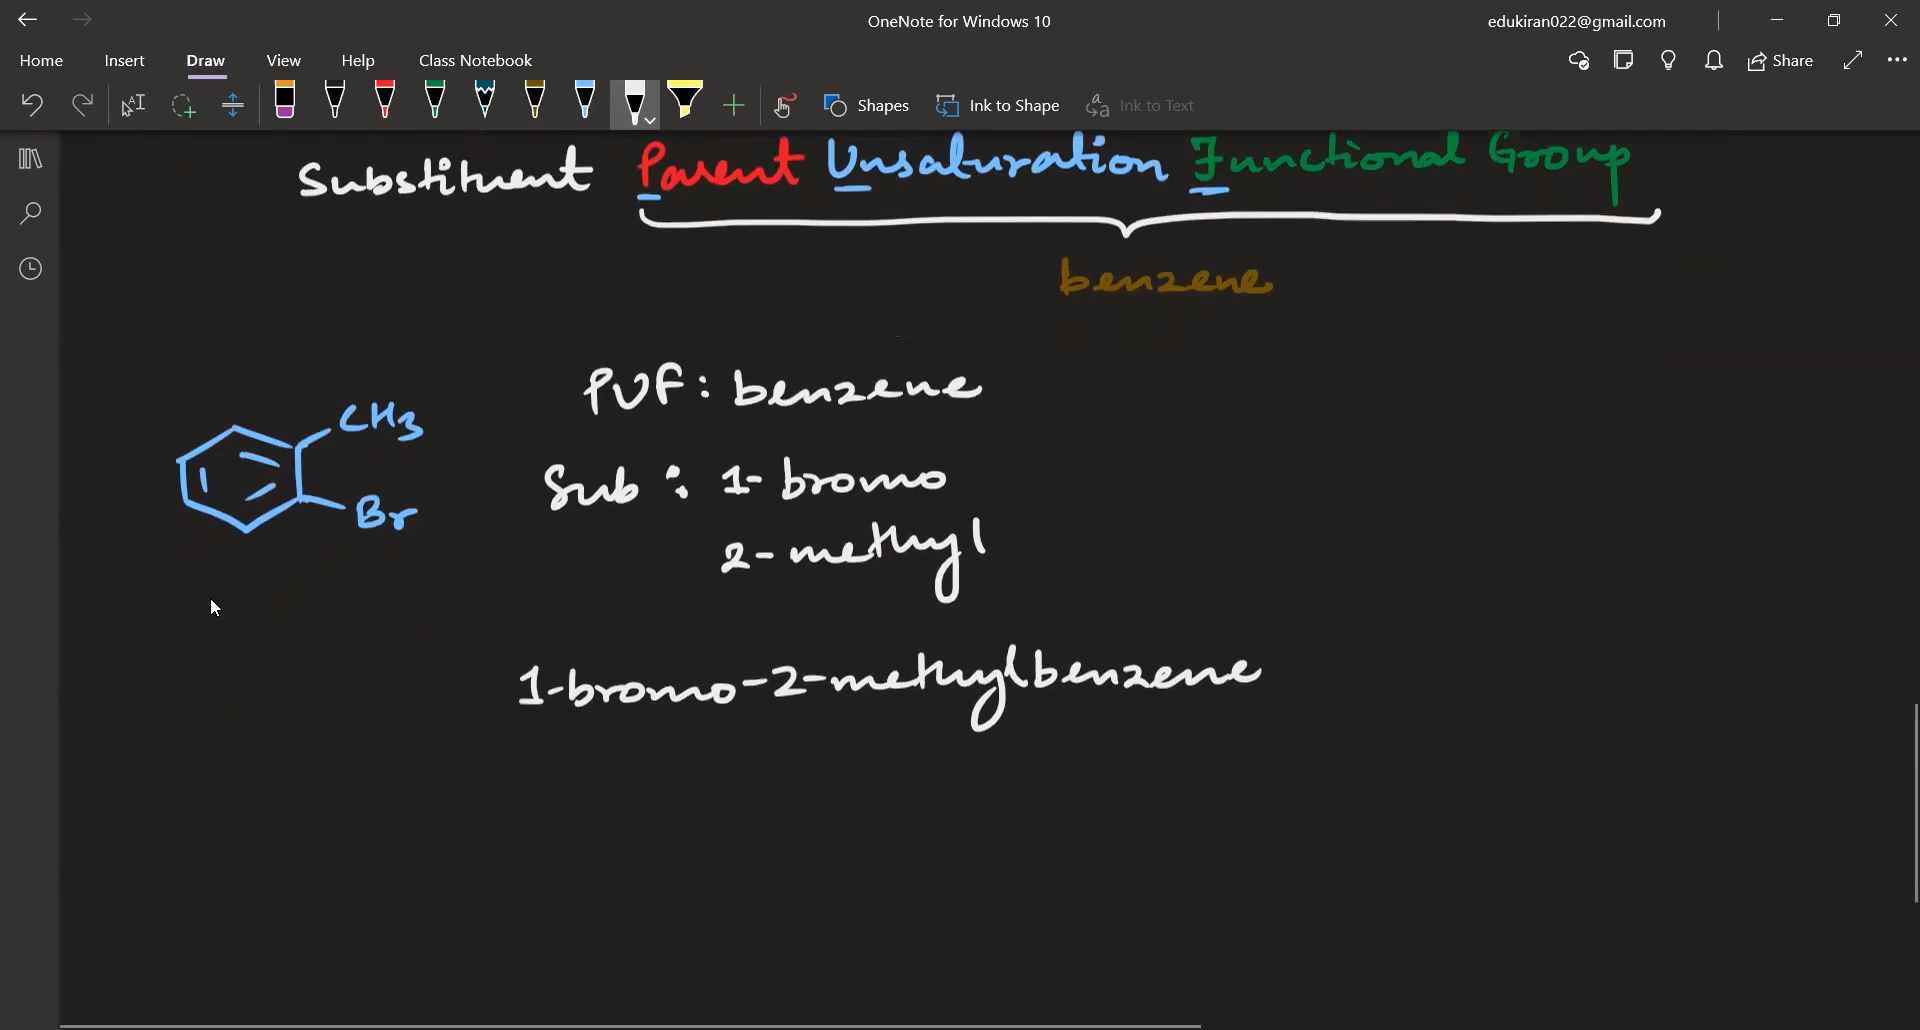 OneNote for Windows 10
edukiran022@gmail.com
Home Insert Draw View Help Class Notebook Share
Shapes Ink to Shape Ink to Text
Substituent Parent Unsaturation Functional Group
benzene
PUF : benzene
CH3
Br
Sub : 1-bromo
2-methyl
1-bromo-2-methylbenzene